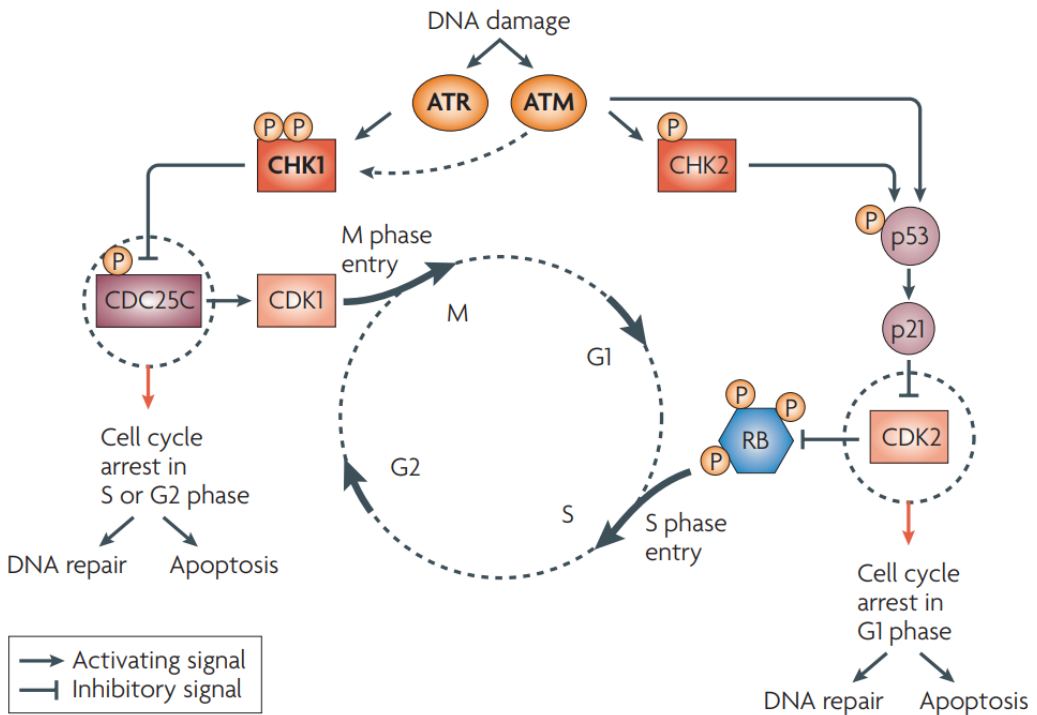 DNA damage
ATR
ATM
P
P
CHK1
P
CHK2
P
p53
P
CDC25C
CDK1
M phase
entry
M
G1
p21
G2
S
P
P
P
RB
CDK2
S phase
entry
Cell cycle
arrest in
S or G2 phase
DNA repair
Apoptosis
Cell cycle
arrest in
G1 phase
DNA repair
Apoptosis
Activating signal
Inhibitory signal